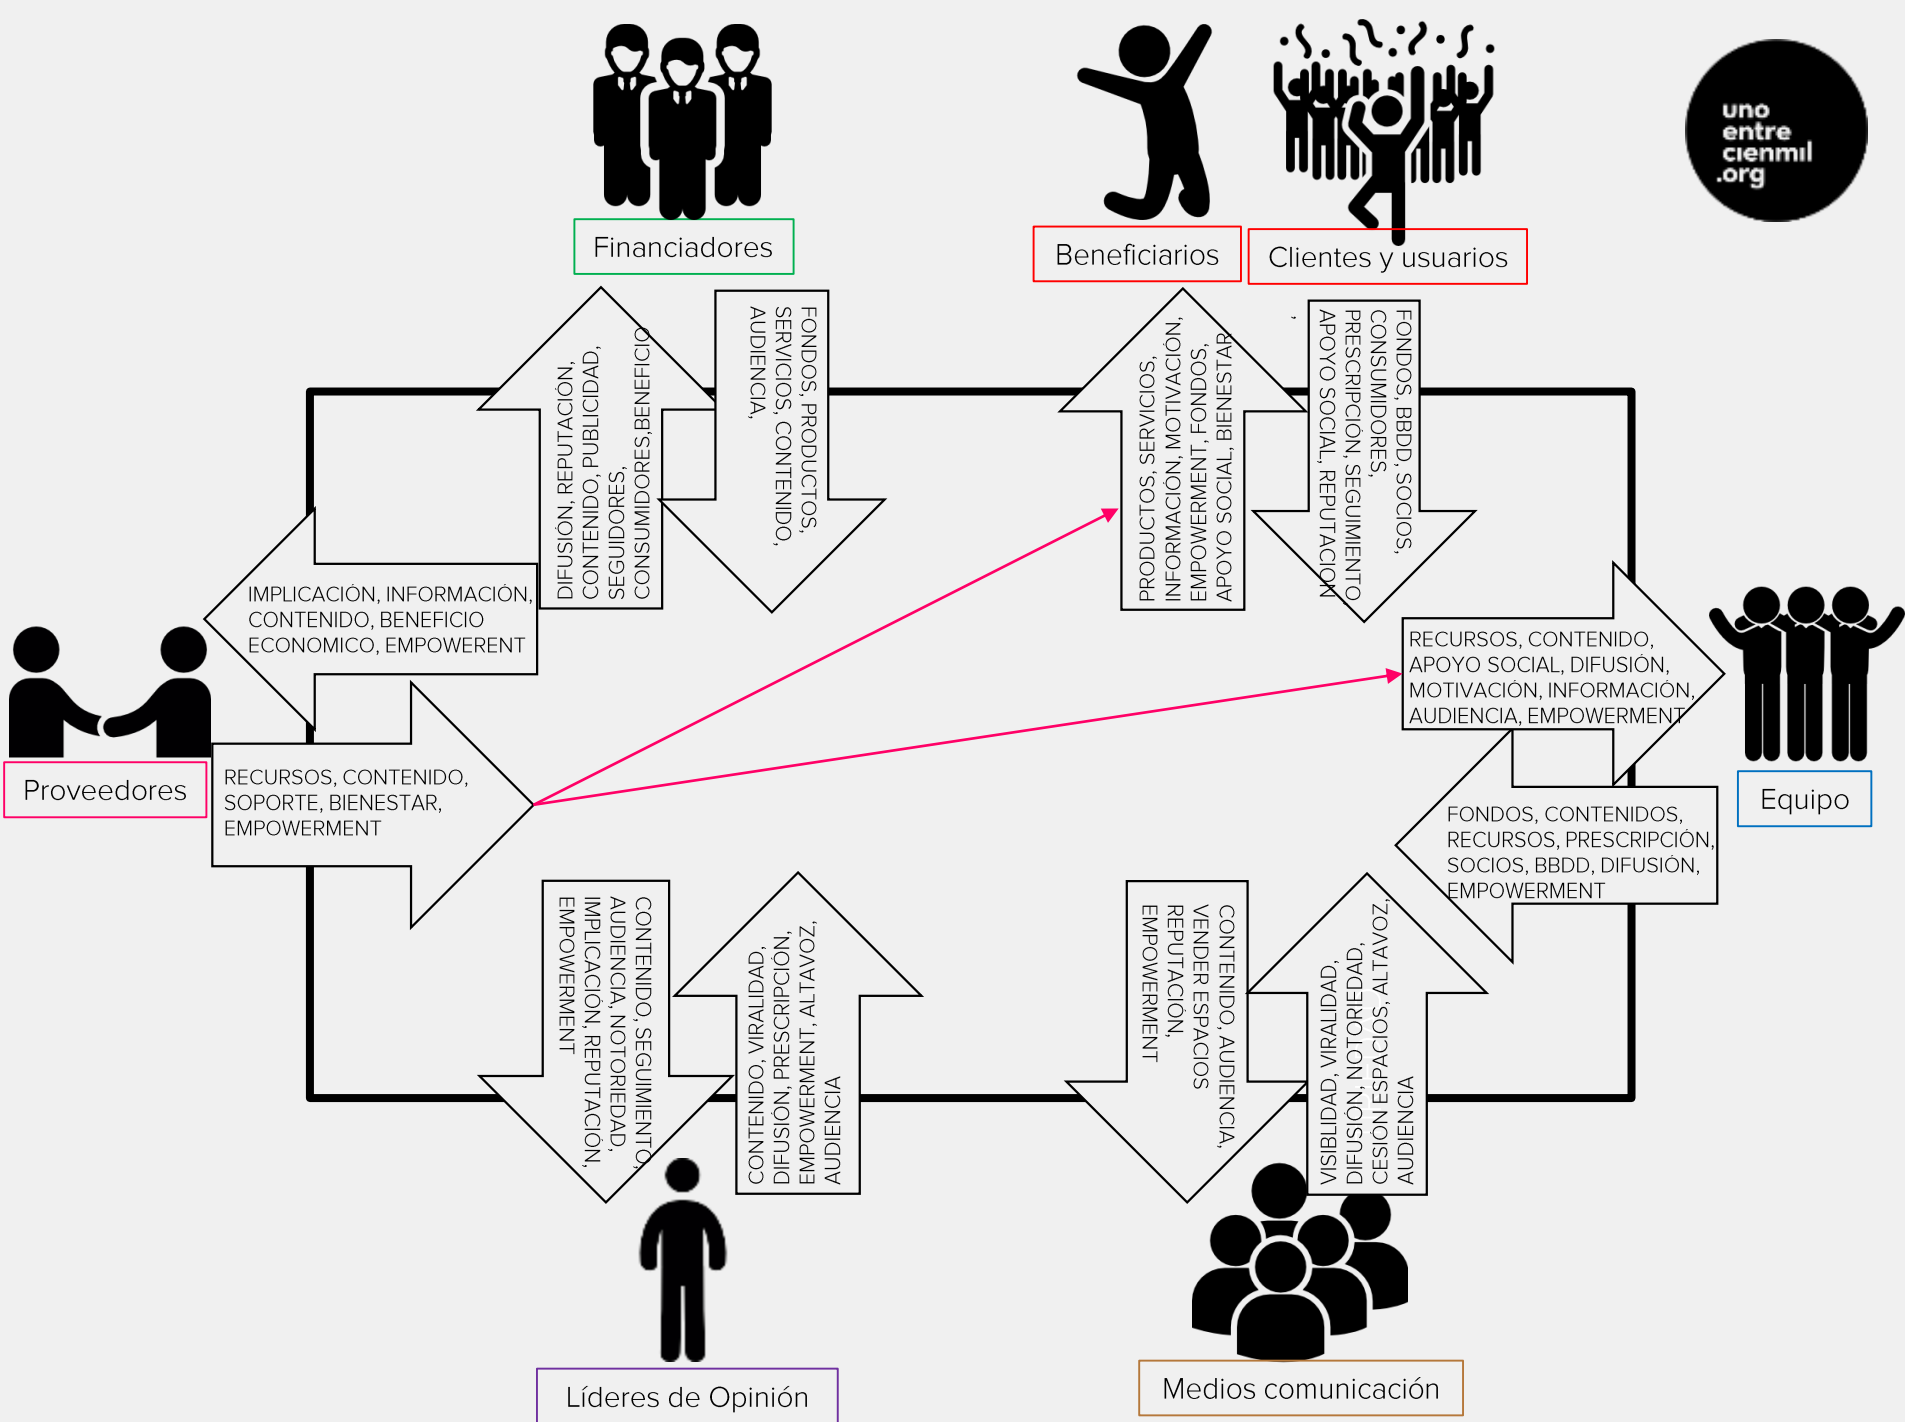 uno
entre
cienmil
.org
Financiadores
Beneficiarios
Clientes y usuarios
DIFUSIÓN, REPUTACIÓN,
CONTENIDO, PUBLICIDAD,
SEGUIDORES,
CONSUMIDORES,BENEFICIO
FONDOS, PRODUCTOS,
SERVICIOS, CONTENIDO,
AUDIENCIA,
PRODUCTOS, SERVICIOS,
INFORMACIÓN, MOTIVACIÓN,
EMPOWERMENT, FONDOS,
APOYO SOCIAL, BIENESTAR
FONDOS, BBDD, SOCIOS,
CONSUMIDORES,
PRESCRIPCIÓN, SEGUIMIENTO
APOYO SOCIAL, REPUTACIÓN
,
IMPLICACIÓN, INFORMACIÓN,
CONTENIDO, BENEFICIO
ECONOMICO, EMPOWERENT
Proveedores
RECURSOS, CONTENIDO,
SOPORTE, BIENESTAR,
EMPOWERMENT
RECURSOS, CONTENIDO,
APOYO SOCIAL, DIFUSIÓN,
MOTIVACIÓN, INFORMACIÓN,
AUDIENCIA, EMPOWERMENT
Equipo
FONDOS, CONTENIDOS,
RECURSOS, PRESCRIPCIÓN,
SOCIOS, BBDD, DIFUSIÓN,
EMPOWERMENT
CONTENIDO, SEGUIMIENTO,
AUDIENCIA, NOTORIEDAD,
IMPLICACIÓN, REPUTACIÓN,
EMPOWERMENT
CONTENIDO, VIRALIDAD,
DIFUSIÓN, PRESCRIPCIÓN,
EMPOWERMENT, ALTAVOZ,
AUDIENCIA
CONTENIDO, AUDIENCIA,
VENDER ESPACIOS
REPUTACIÓN,
EMPOWERMENT
VISIBLIDAD, VIRALIDAD,
DIFUSIÓN, NOTORIEDAD,
CESIÓN ESPACIOS, ALTAVOZ,
AUDIENCIA
Líderes de Opinión
Medios comunicación